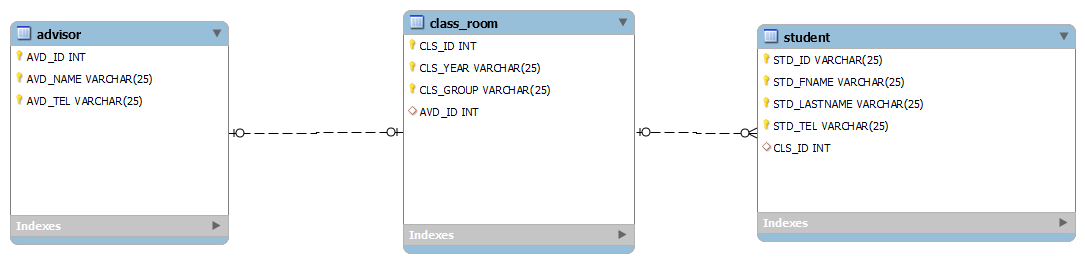 advisor
AVD_ID INT
AVD_NAME VARCHAR(25)
AVD_TEL VARCHAR(25)
Indexes
class_room
CLS_ID INT
CLS_YEAR VARCHAR(25)
CLS_GROUP VARCHAR(25)
AVD_ID INT
Indexes
student
STD_ID VARCHAR(25)
STD_FNAME VARCHAR(25)
STD_LASTNAME VARCHAR(25)
STD_TEL VARCHAR(25)
CLS_ID INT
Indexes